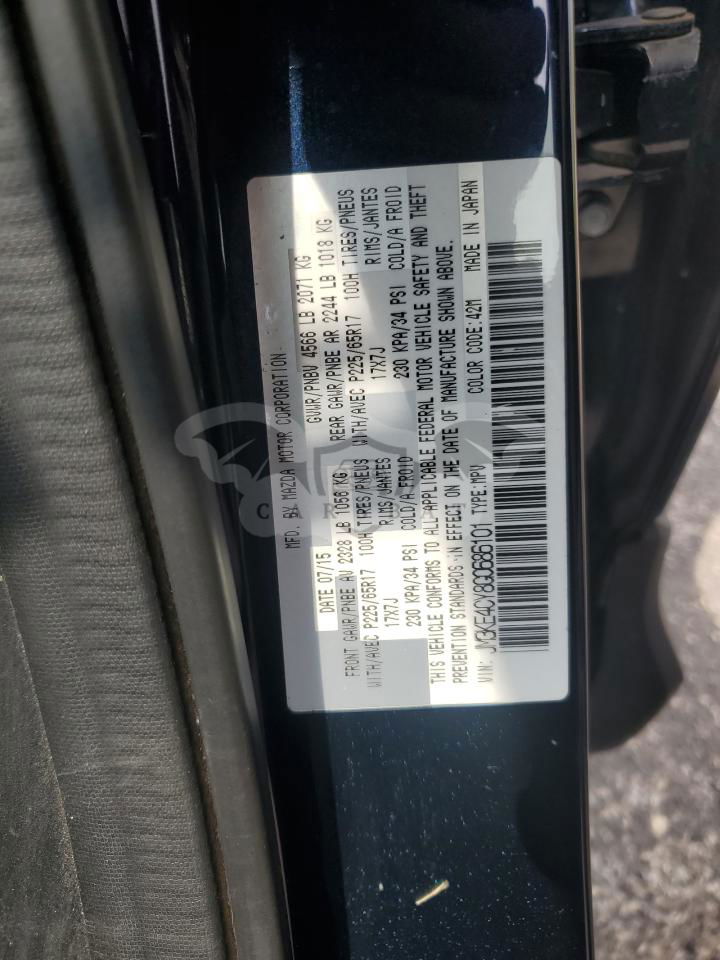 MFD. BY MAZDA MOTOR CORPORATION
DATE 07/15 GVWR/PNBV 4566 LB 2071 KG
FRONT GAWR/PNBE AV 2328 LB 1056 KG REAR GAWR/PNBE AR 2244 LB 1018 KG
WITH/AVEC P225/65R17 100H TIRES/PNEUS WITH/AVEC P225/65R17 100H TIRES/PNEUS
17X7J RIMS/JANTES 17X7J RIMS/JANTES
230 KPA/34 PSI COLD/A FROID 230 KPA/34 PSI COLD/A FROID
THIS VEHICLE CONFORMS TO ALL APPLICABLE FEDERAL MOTOR VEHICLE SAFETY AND THEFT
PREVENTION STANDARDS IN EFFECT ON THE DATE OF MANUFACTURE SHOWN ABOVE.
VIN: JM3KE4CY8G0686101 TYPE:MPV COLOR CODE:42M MADE IN JAPAN